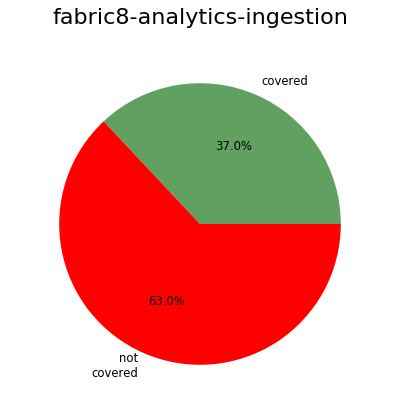 fabric8-analytics-ingestion
covered
37.0%
63.0%
not
covered